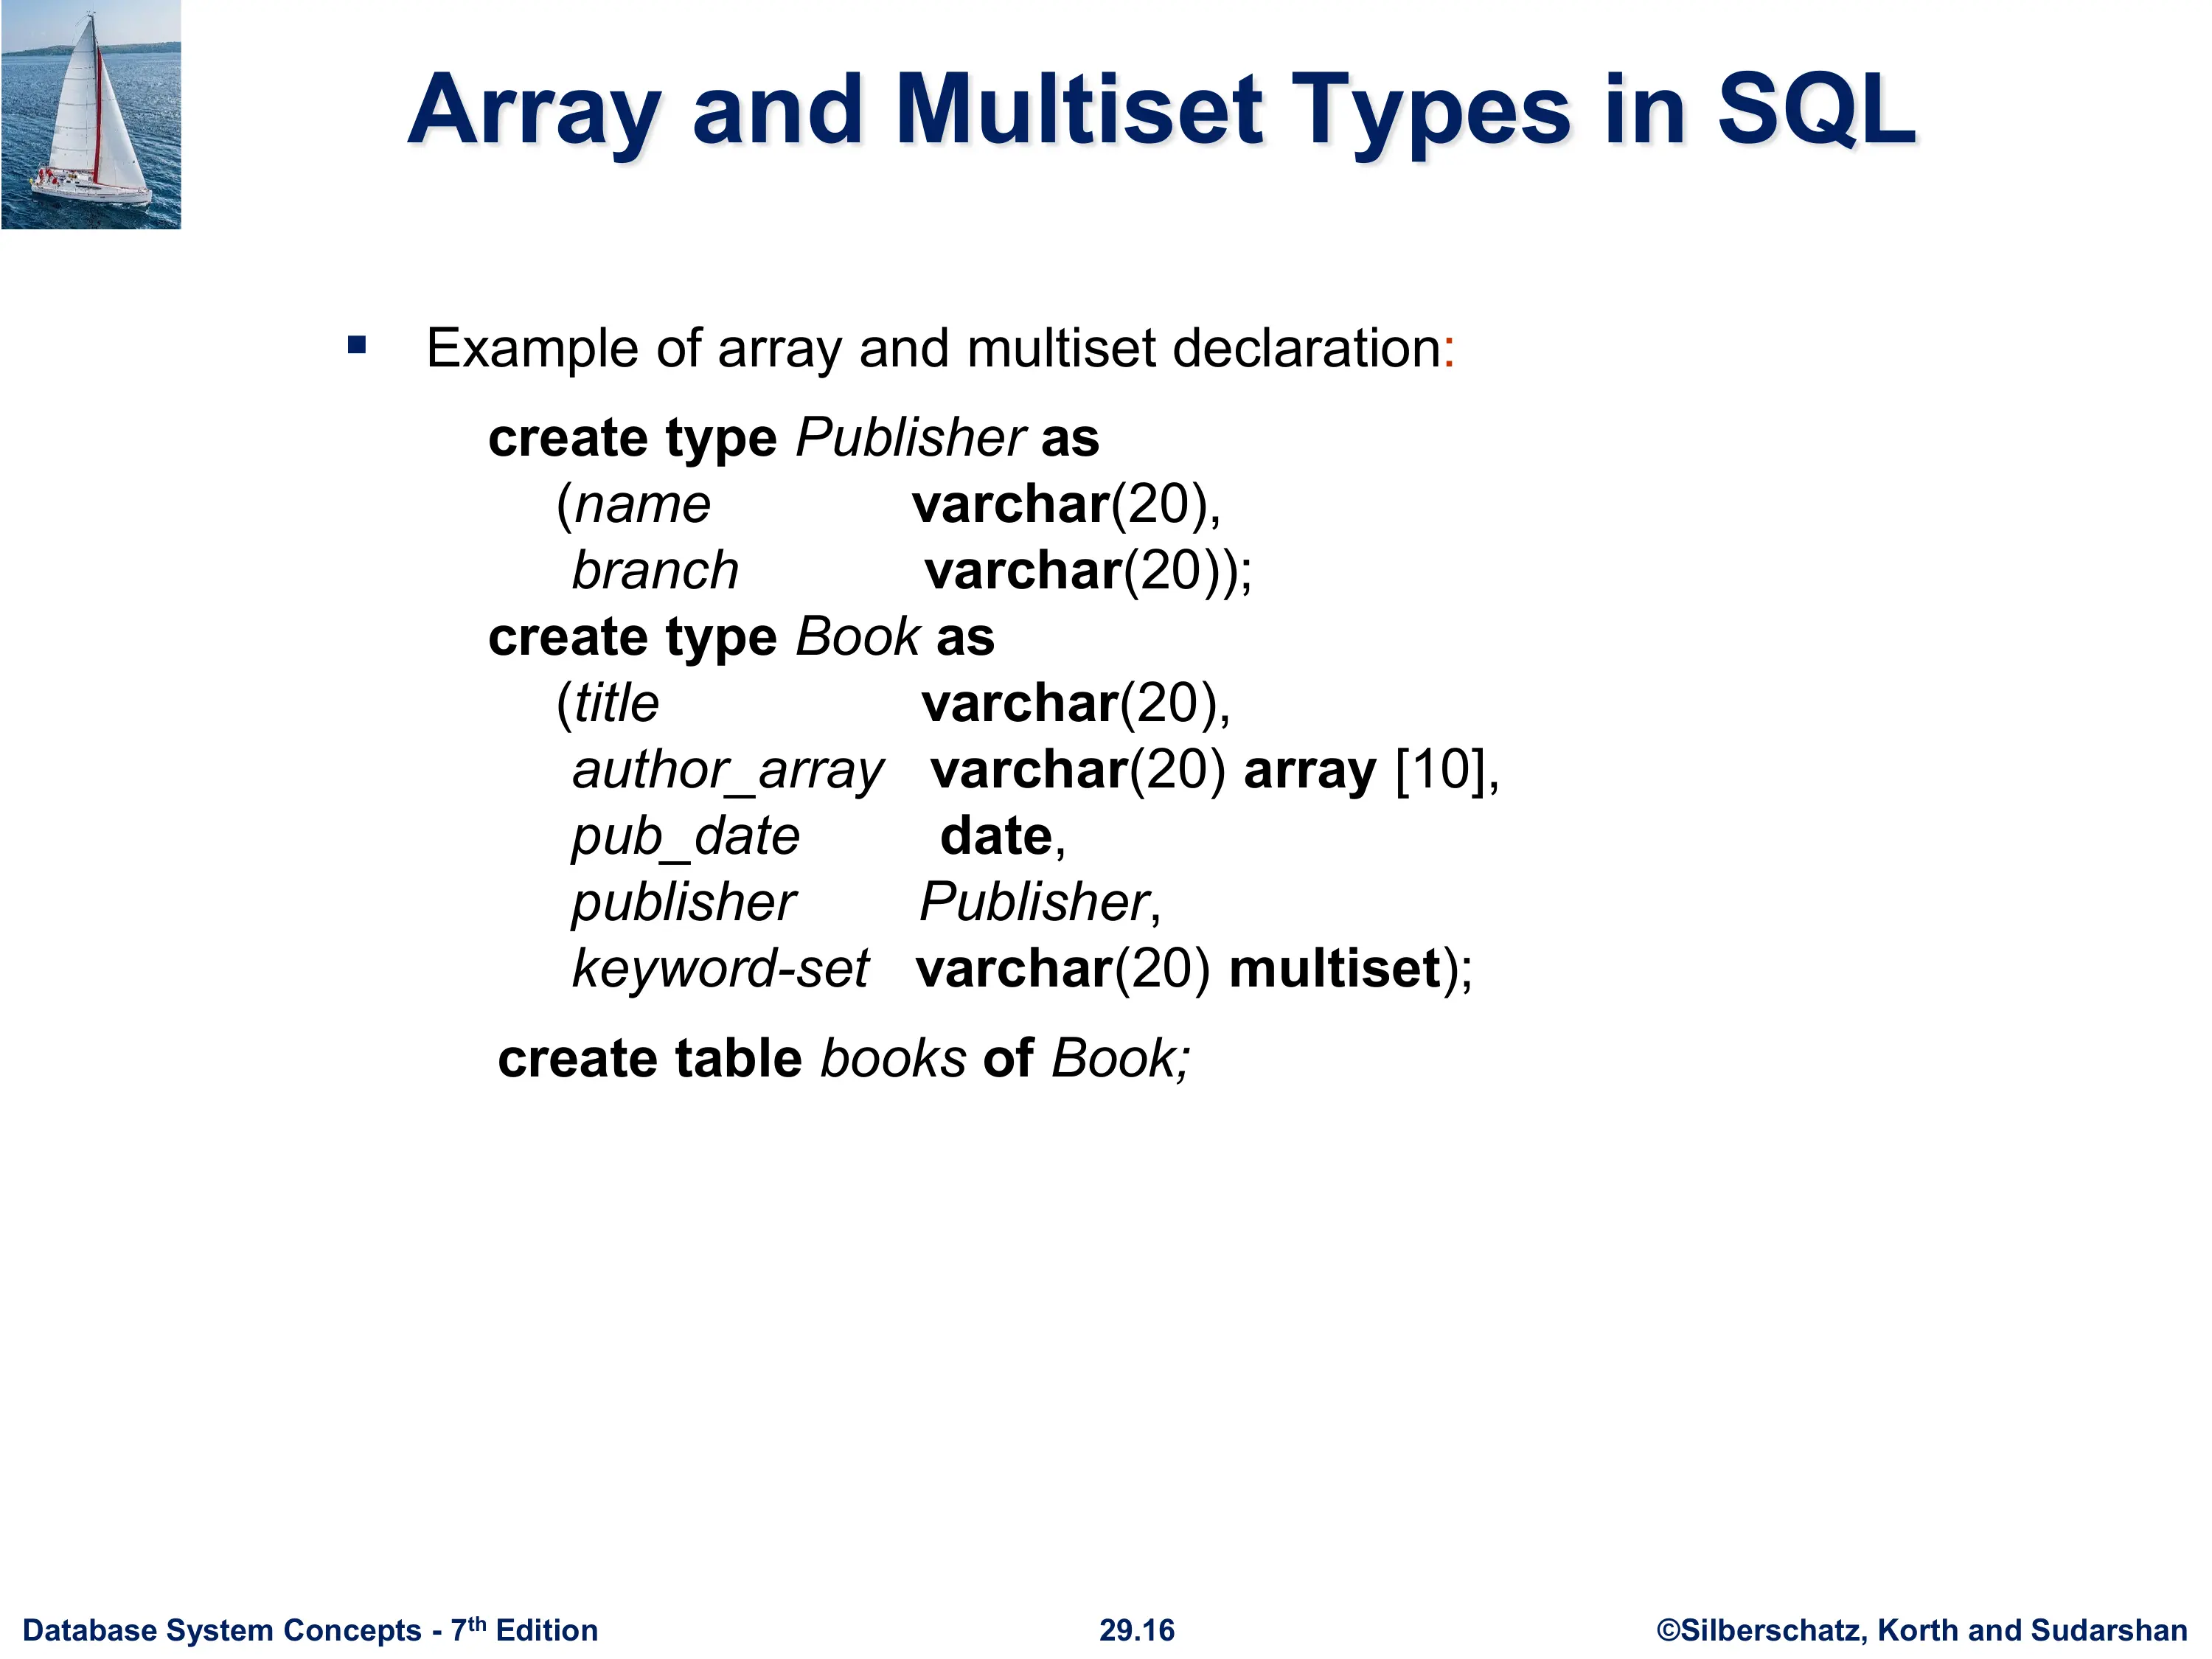 Array and Multiset Types in SQL
▪ Example of array and multiset declaration:
create type Publisher as
(name varchar(20),
branch varchar(20));
create type Book as
(title varchar(20),
author_array varchar(20) array [10],
pub_date date,
publisher Publisher,
keyword-set varchar(20) multiset);
create table books of Book;
Database System Concepts - 7th Edition 29.16 ©Silberschatz, Korth and Sudarshan